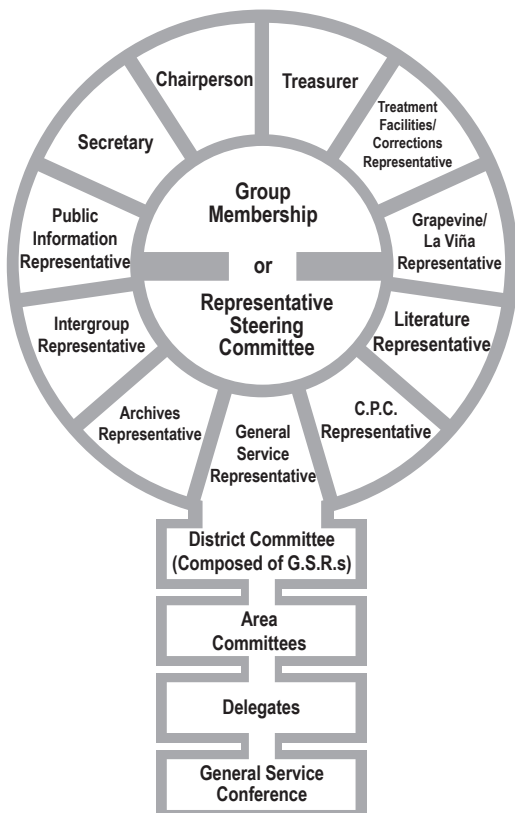 Chairperson
Treasurer
Secretary
Treatment
Facilities/
Corrections
Representative
Public
Information
Representative
Group
Membership
or
Representative
Steering
Committee
Grapevine/
La Viña
Representative
Intergroup
Representative
Literature
Representative
Archives
Representative
General
Service
Representative
C.P.C.
Representative
District Committee
(Composed of G.S.R.s)
Area
Committees
Delegates
General Service
Conference